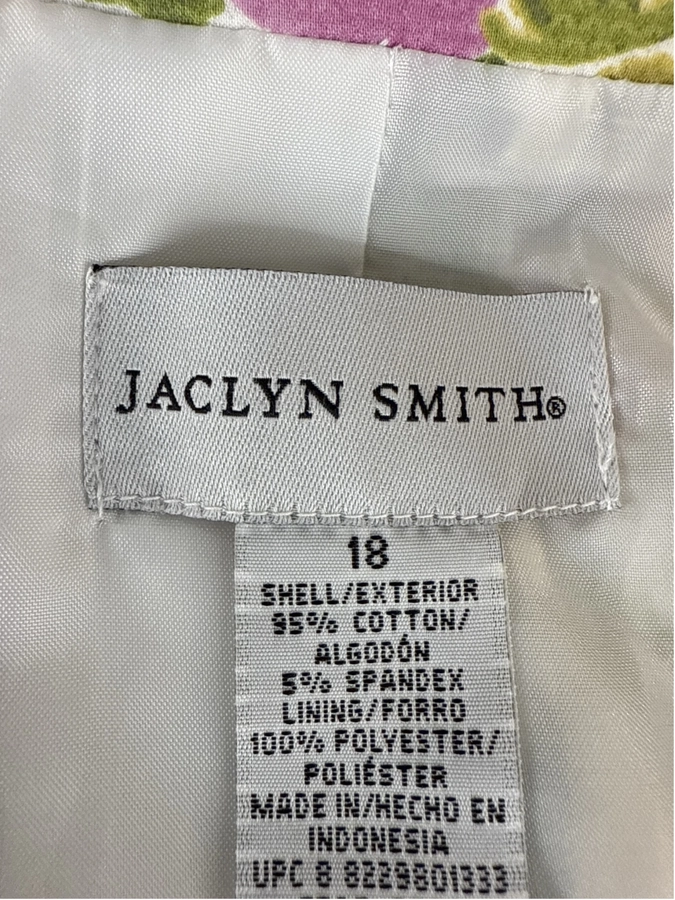 JACLYN SMITH®
18
SHELL/EXTERIOR
95% COTTON/
ALGODÓN
5% SPANDEX
LINING/FORRO
100% POLYESTER/
POLIÉSTER
MADE IN/HECHO EN
INDONESIA
UPC 8 8229801333